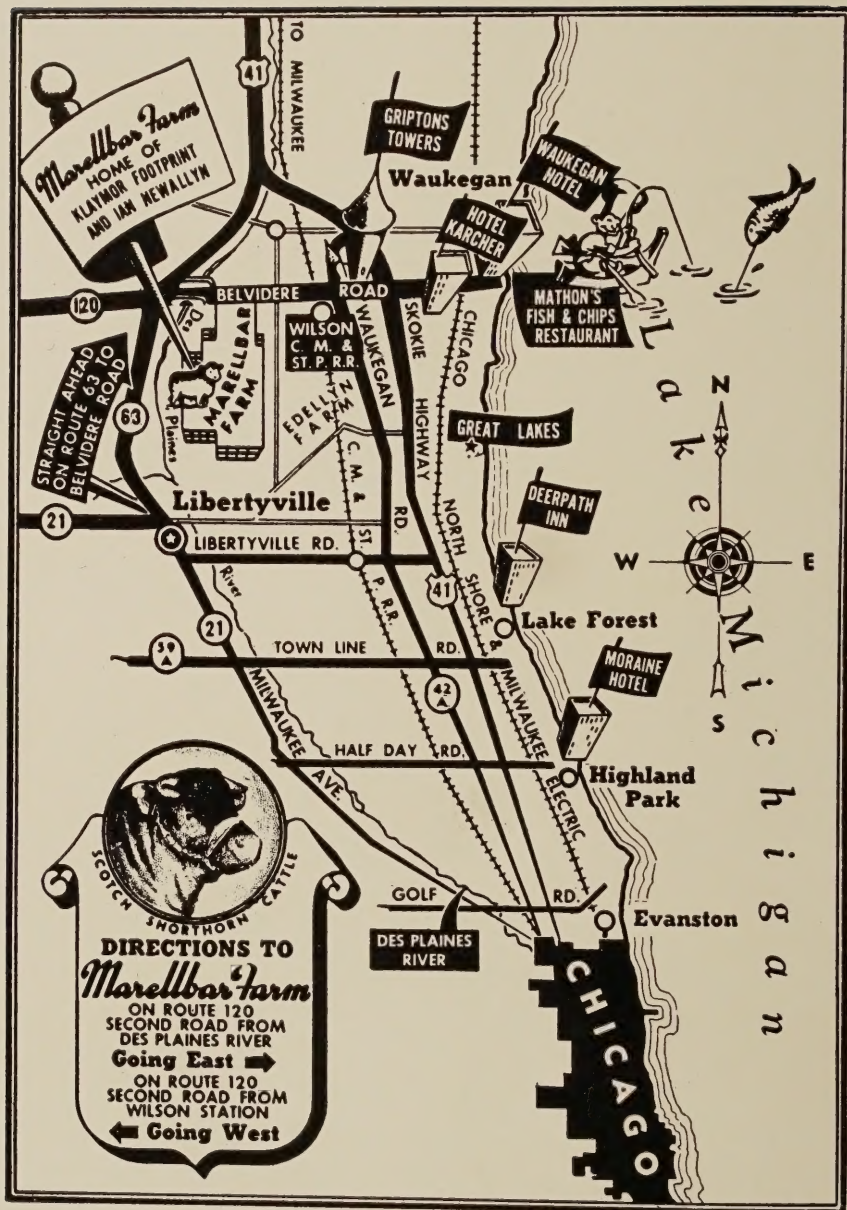 41
TO MILWAUKEE
Marellbar Farm
HOME OF
KLAYMOR FOOTPRINT
AND IAM NEWALLYN
GRIPTONS
TOWERS
Waukegan
WAUKEGAN
HOTEL
HOTEL
KARCHER
120
BELVIDERE ROAD
MATHON'S
FISH & CHIPS
RESTAURANT
WILSON
C. M. &
ST. P. R.R.
Des
Plaines
River
MARELLBAR
FARM
EDELLYN
FARM
WAUKEGAN
RD.
SKOKIE
HIGHWAY
CHICAGO
NORTH SHORE & MILWAUKEE ELECTRIC
C. M. & ST. P. R.R.
STRAIGHT AHEAD
ON ROUTE 63 TO
BELVIDERE ROAD
63
GREAT LAKES
Libertyville
21
LIBERTYVILLE RD.
DEERPATH
INN
41
Lake Forest
N
W
E
S
Lake Michigan
21
59
TOWN LINE RD.
42
MORAINE
HOTEL
MILWAUKEE
AVE.
HALF DAY RD.
Highland
Park
GOLF RD.
DES PLAINES
RIVER
Evanston
CHICAGO
SCOTCH SHORTHORN CATTLE
DIRECTIONS TO
Marellbar Farm
ON ROUTE 120
SECOND ROAD FROM
DES PLAINES RIVER
Going East
ON ROUTE 120
SECOND ROAD FROM
WILSON STATION
Going West